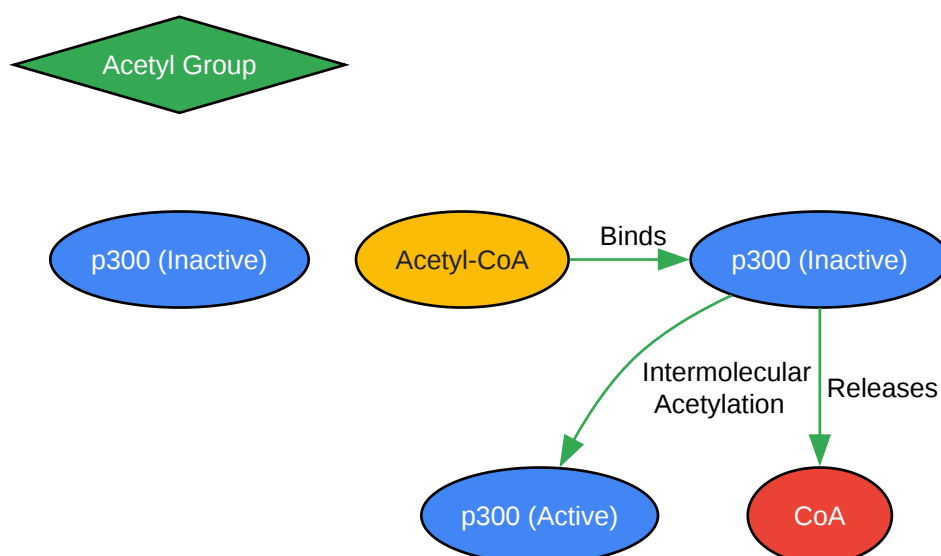 Acetyl Group
p300 (Inactive)
Acetyl-CoA
Binds
p300 (Inactive)
Intermolecular
Acetylation
Releases
p300 (Active)
CoA